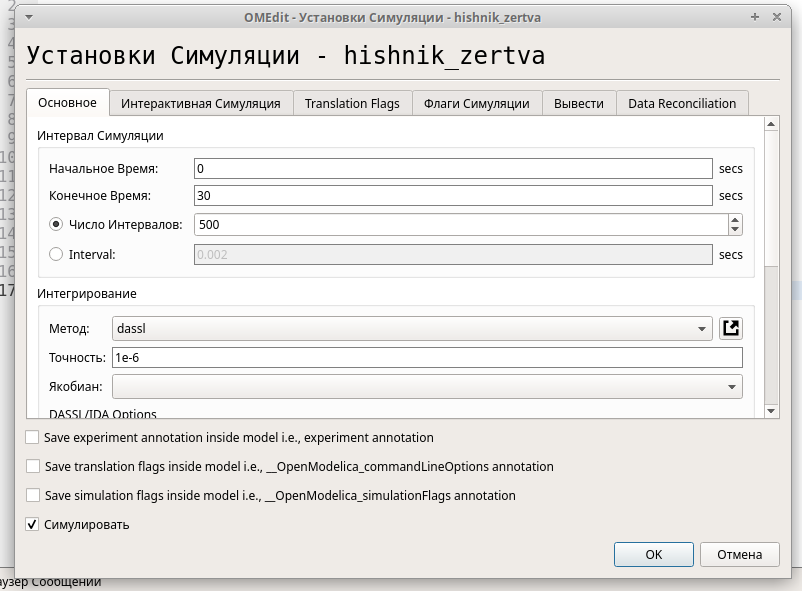 OMEdit - Установки Симуляции - hishnik_zertva
Установки Симуляции - hishnik_zertva
Основное Интерактивная Симуляция Translation Flags Флаги Симуляции Вывести Data Reconciliation
Интервал Симуляции
Начальное Время: 0 secs
Конечное Время: 30 secs
Число Интервалов: 500
Interval: 0.002 secs
Интегрирование
Метод: dassl
Точность: 1e-6
Якобиан:
DASSL/IDA Options
Save experiment annotation inside model i.e., experiment annotation
Save translation flags inside model i.e., __OpenModelica_commandLineOptions annotation
Save simulation flags inside model i.e., __OpenModelica_simulationFlags annotation
Симулировать
OK Отмена
аузер Сообщений